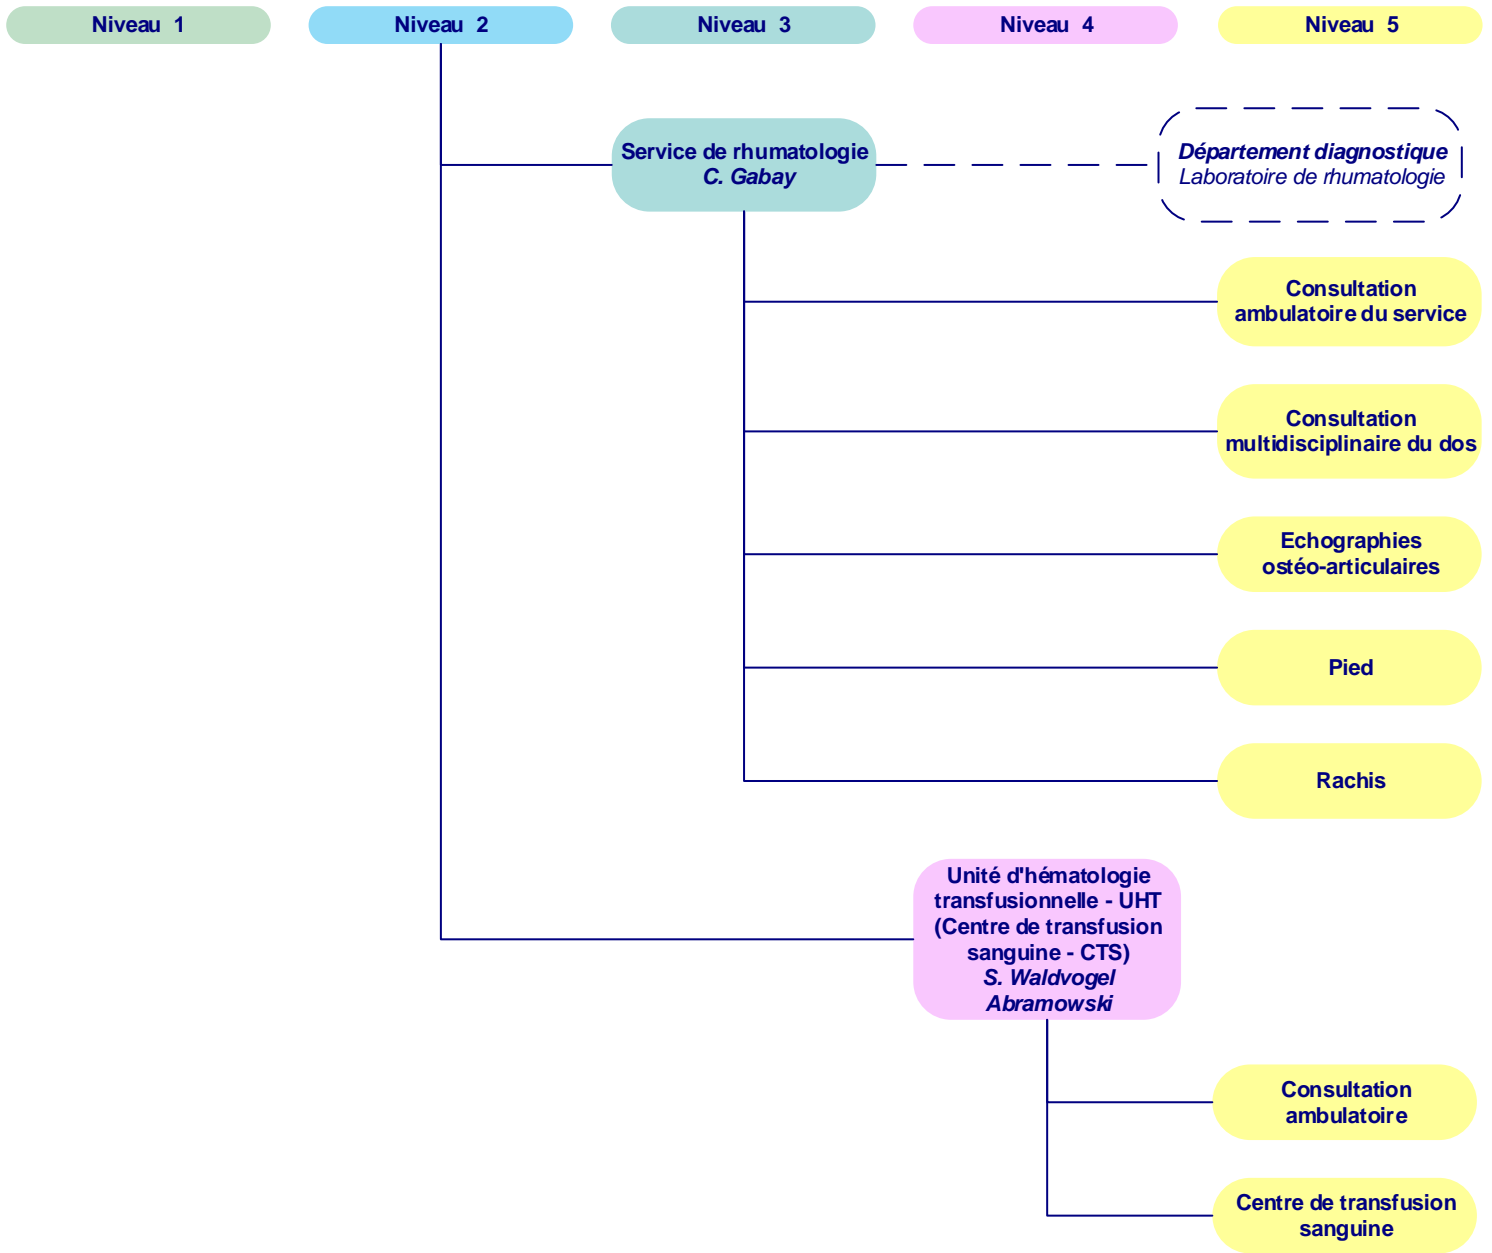 Niveau 1
Niveau 2
Niveau 3
Niveau 4
Niveau 5
Service de rhumatologie
C. Gabay
Département diagnostique
Laboratoire de rhumatologie
Consultation
ambulatoire du service
Consultation
multidisciplinaire du dos
Echographies
ostéo-articulaires
Pied
Rachis
Unité d'hématologie
transfusionnelle - UHT
(Centre de transfusion
sanguine - CTS)
S. Waldvogel
Abramowski
Consultation
ambulatoire
Centre de transfusion
sanguine